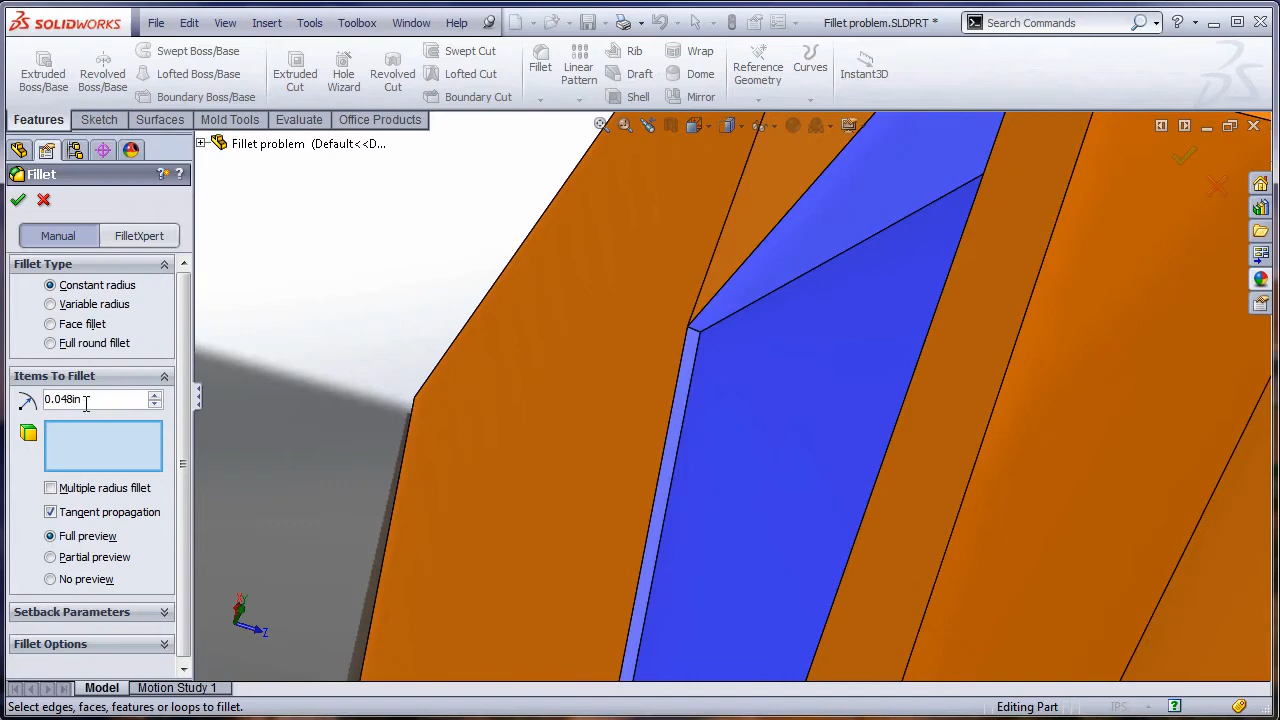 SOLIDWORKS File Edit View Insert Tools Toolbox Window Help Fillet problem.SLDPRT * Search Commands
Extruded Boss/Base
Revolved Boss/Base
Swept Boss/Base
Lofted Boss/Base
Boundary Boss/Base
Extruded Cut
Hole Wizard
Revolved Cut
Swept Cut
Lofted Cut
Boundary Cut
Fillet
Linear Pattern
Rib
Draft
Shell
Wrap
Dome
Mirror
Reference Geometry
Curves
Instant3D
Features Sketch Surfaces Mold Tools Evaluate Office Products
Fillet problem (Default<<D...
Fillet ? ?
Manual FilletXpert
Fillet Type
Constant radius
Variable radius
Face fillet
Full round fillet
Items To Fillet
0.048in
Multiple radius fillet
Tangent propagation
Full preview
Partial preview
No preview
Setback Parameters
Fillet Options
Z
Model Motion Study 1
Select edges, faces, features or loops to fillet. Editing Part IPS ?